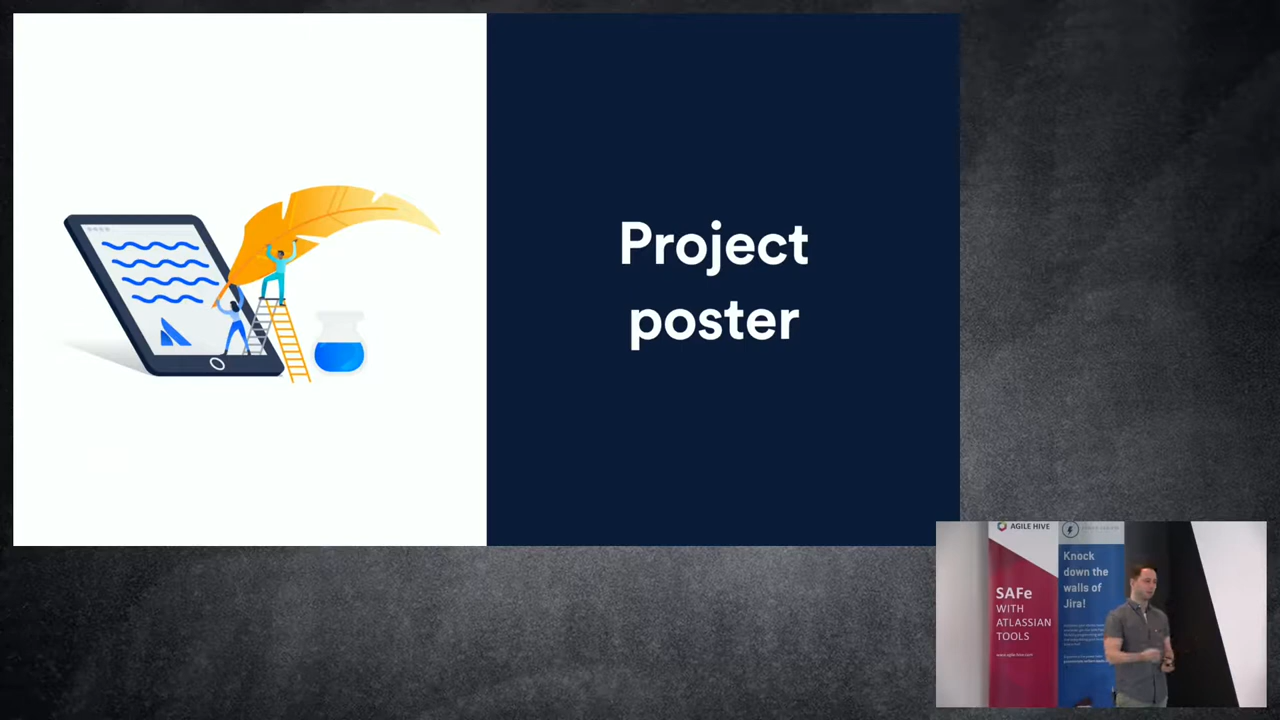 Project
poster
AGILE HIVE
SAFe
WITH
ATLASSIAN
TOOLS
Knock
down the
walls of
Jira!